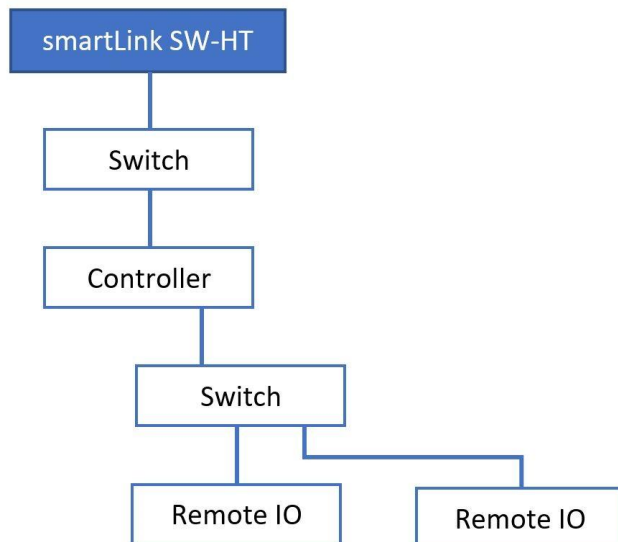 smartLink SW-HT
Switch
Controller
Switch
Remote IO
Remote IO